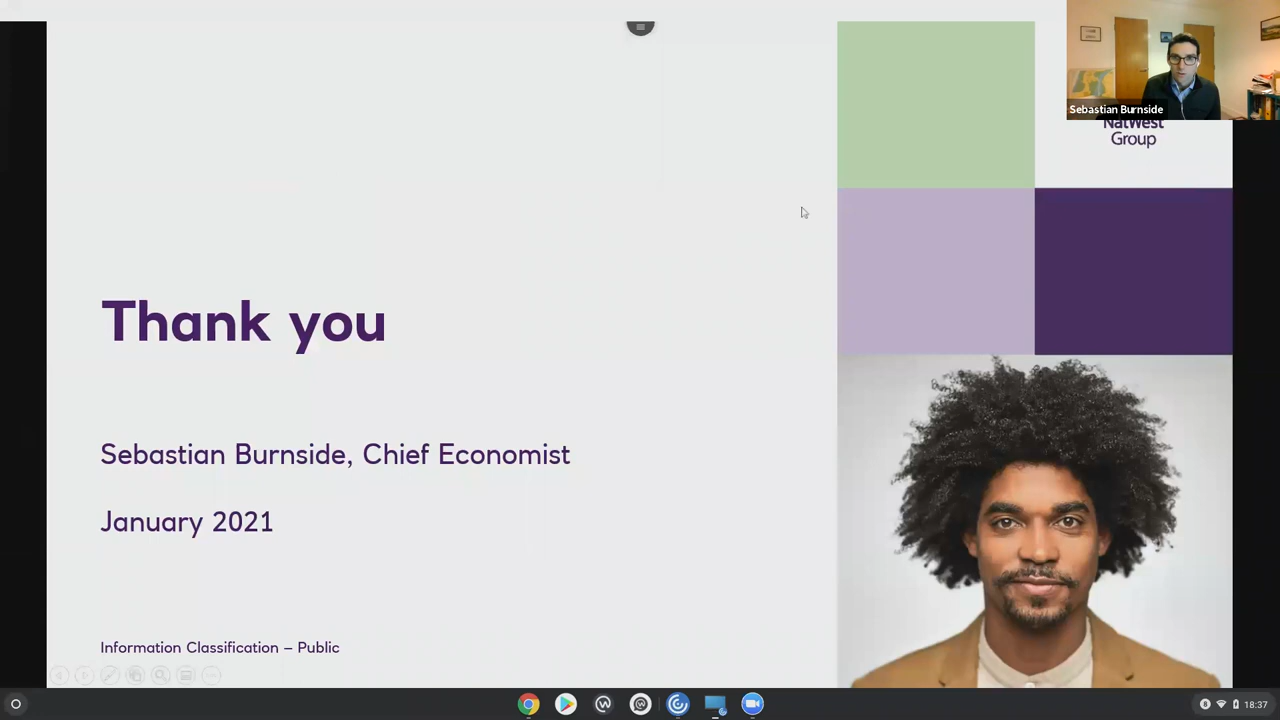 Sebastian Burnside
NatWest
Group
Thank you
Sebastian Burnside, Chief Economist
January 2021
Information Classification – Public
18:37